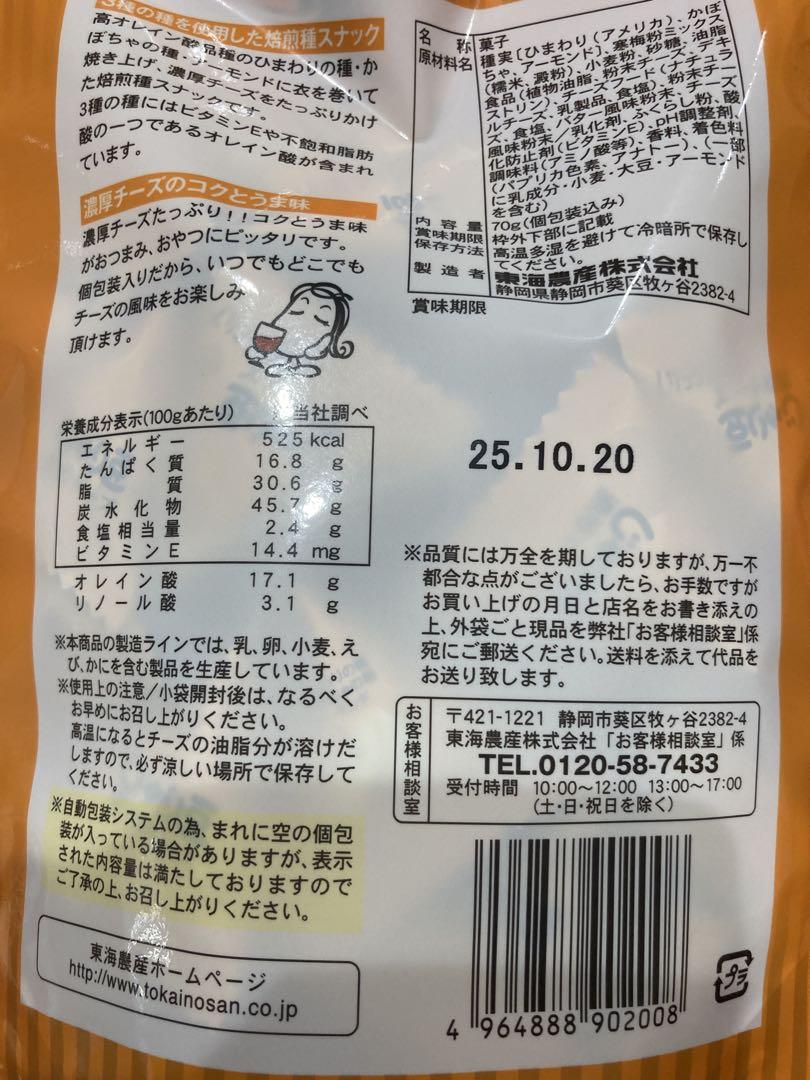 3種の種を使用した焙煎種スナック
高オレイン酸品種のひまわりの種・か
ぼちゃの種、アーモンドに衣を巻いて
焼き上げ、濃厚チーズをたっぷりかけ
た焙煎種スナックです。
3種の種にはビタミンEや不飽和脂肪
酸の一つであるオレイン酸が含まれ
ています。
濃厚チーズのコクとうま味
濃厚チーズたっぷり!!コクとうま味
がおつまみ、おやつにピッタリです。
個包装入りだから、いつでもどこでも
チーズの風味をお楽しみ
頂けます。
栄養成分表示(100gあたり) 当社調べ
エネルギー 525 kcal
たんぱく質 16.8 g
脂質 30.6 g
炭水化物 45.7 g
食塩相当量 2.4 g
ビタミンE 14.4 mg
オレイン酸 17.1 g
リノール酸 3.1 g
※本商品の製造ラインでは、乳、卵、小麦、え
び、かにを含む製品を生産しています。
※使用上の注意/小袋開封後は、なるべく
お早めにお召し上がりください。
高温になるとチーズの油脂分が溶けだ
しますので、必ず涼しい場所で保存して
ください。
※自動包装システムの為、まれに空の個包
装が入っている場合がありますが、表示
された内容量は満たしておりますので
ご了承の上、お召し上がりください。
東海農産ホームページ
http://www.tokainosan.co.jp
名称 菓子
原材料名 種実[ひまわり(アメリカ)、かぼ
ちゃ、アーモンド]、寒梅粉ミックス
(糯米、澱粉)、小麦粉、砂糖、油脂
食品(植物油脂、粉末チーズ、デキ
ストリン)、チーズフード(ナチュラ
ルチーズ、乳製品、食塩)、粉末チー
ズ、食塩、バター風味粉末、チーズ
風味粉末/乳化剤、ふくらし粉、酸
化防止剤(ビタミンE)、pH調整剤、
調味料(アミノ酸等)、香料、着色料
(パプリカ色素、アナトー)、(一部
に乳成分・小麦・大豆・アーモンド
を含む)
内容量 70g(個包装込み)
賞味期限 枠外下部に記載
保存方法 高温多湿を避けて冷暗所で保存し
てください。
製造者 東海農産株式会社
静岡県静岡市葵区牧ヶ谷2382-4
賞味期限
25.10.20
※品質には万全を期しておりますが、万一不
都合な点がございましたら、お手数ですが
お買い上げの月日と店名をお書き添えの
上、外袋ごと現品を弊社「お客様相談室」係
宛にご郵送ください。送料を添えて代品を
お送り致します。
お客様相談室
〒421-1221 静岡市葵区牧ヶ谷2382-4
東海農産株式会社「お客様相談室」係
TEL.0120-58-7433
受付時間 10:00〜12:00 13:00〜17:00
(土・日・祝日を除く)
4 964888 902008
プラ